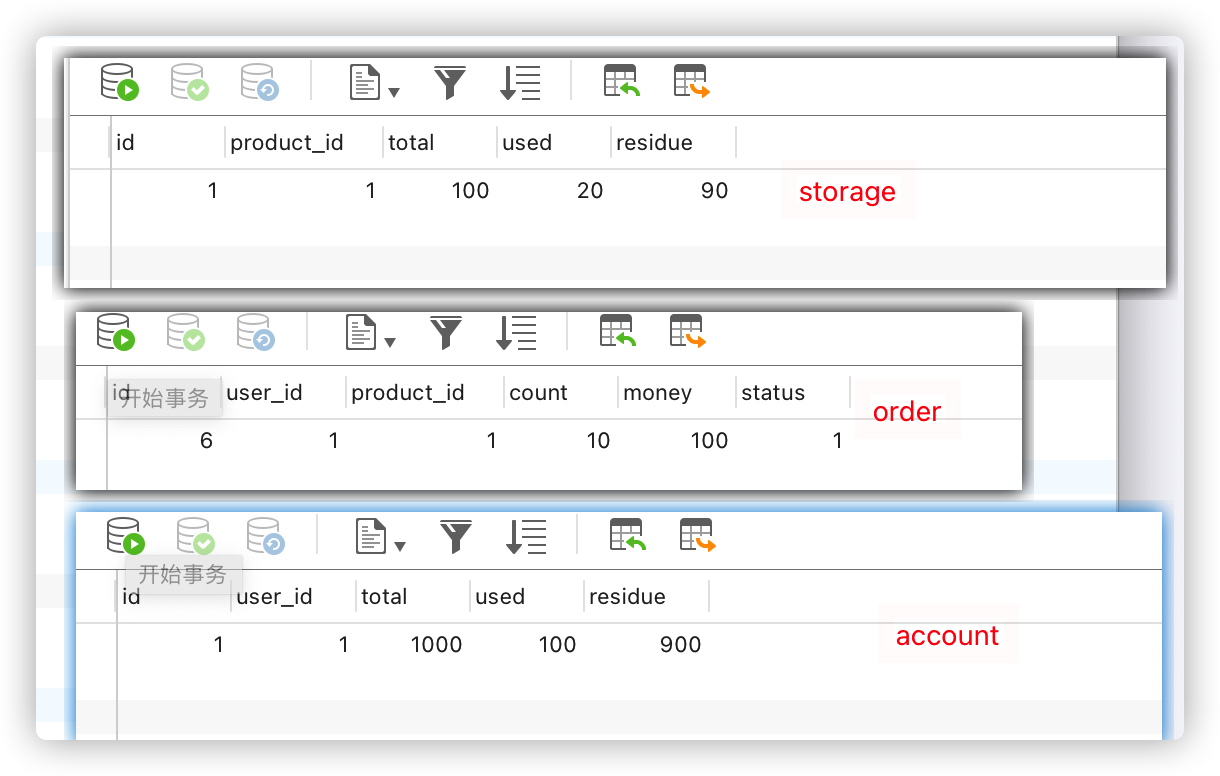 id product_id total used residue
1 1 100 20 90
storage
id user_id product_id count money status
开始事务
order
6 1 1 10 100 1
开始事务
id user_id total used residue
account
1 1 1000 100 900